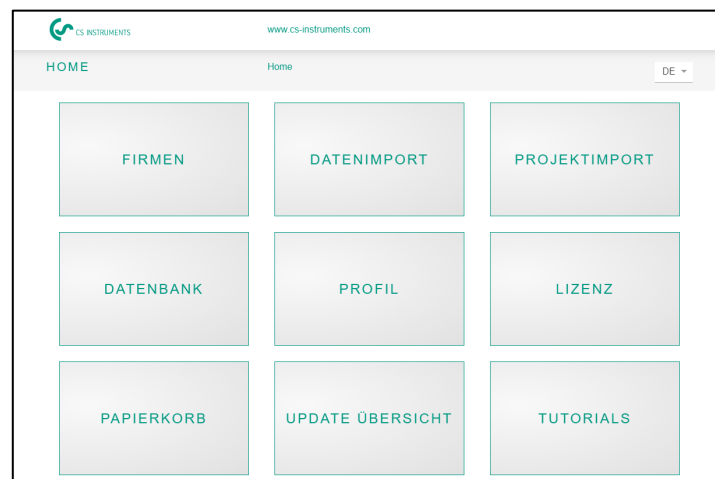 CS INSTRUMENTS
www.cs-instruments.com
HOME
Home
DE
FIRMEN
DATENIMPORT
PROJEKTIMPORT
DATENBANK
PROFIL
LIZENZ
PAPIERKORB
UPDATE ÜBERSICHT
TUTORIALS